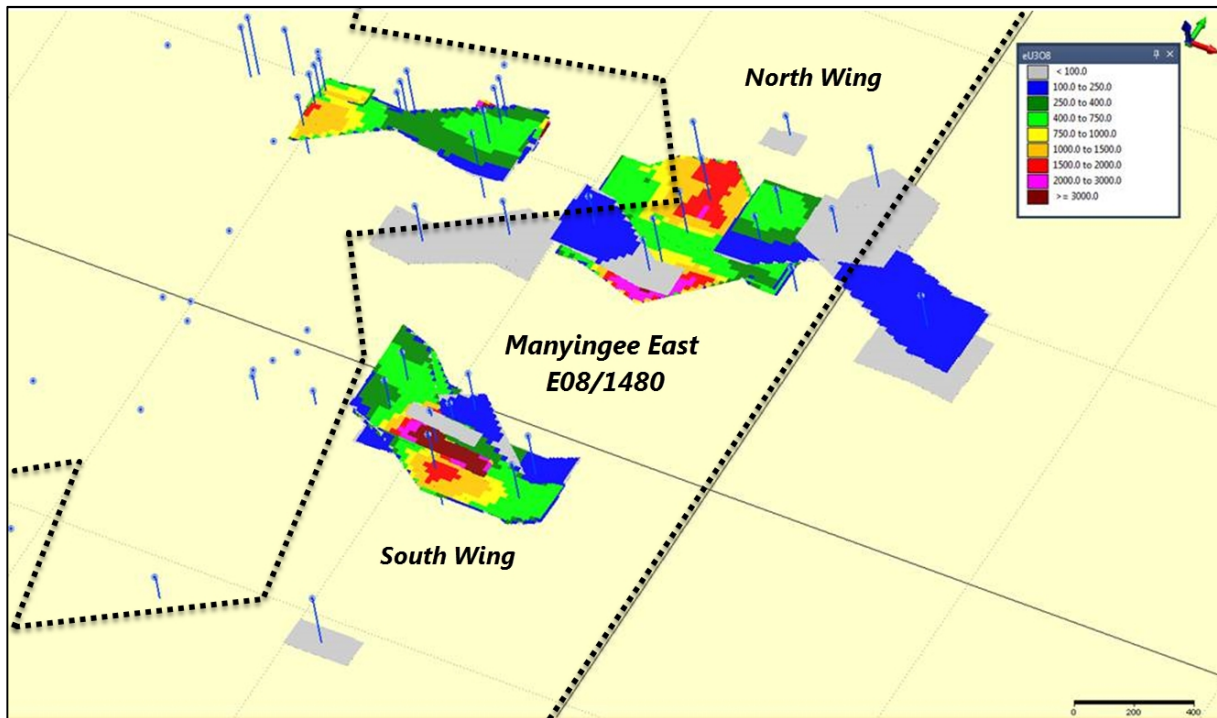 North Wing
eU3O8
< 100.0
100.0 to 250.0
250.0 to 400.0
400.0 to 750.0
750.0 to 1000.0
1000.0 to 1500.0
1500.0 to 2000.0
2000.0 to 3000.0
>= 3000.0
Manyingee East
E08/1480
South Wing
0 200 400